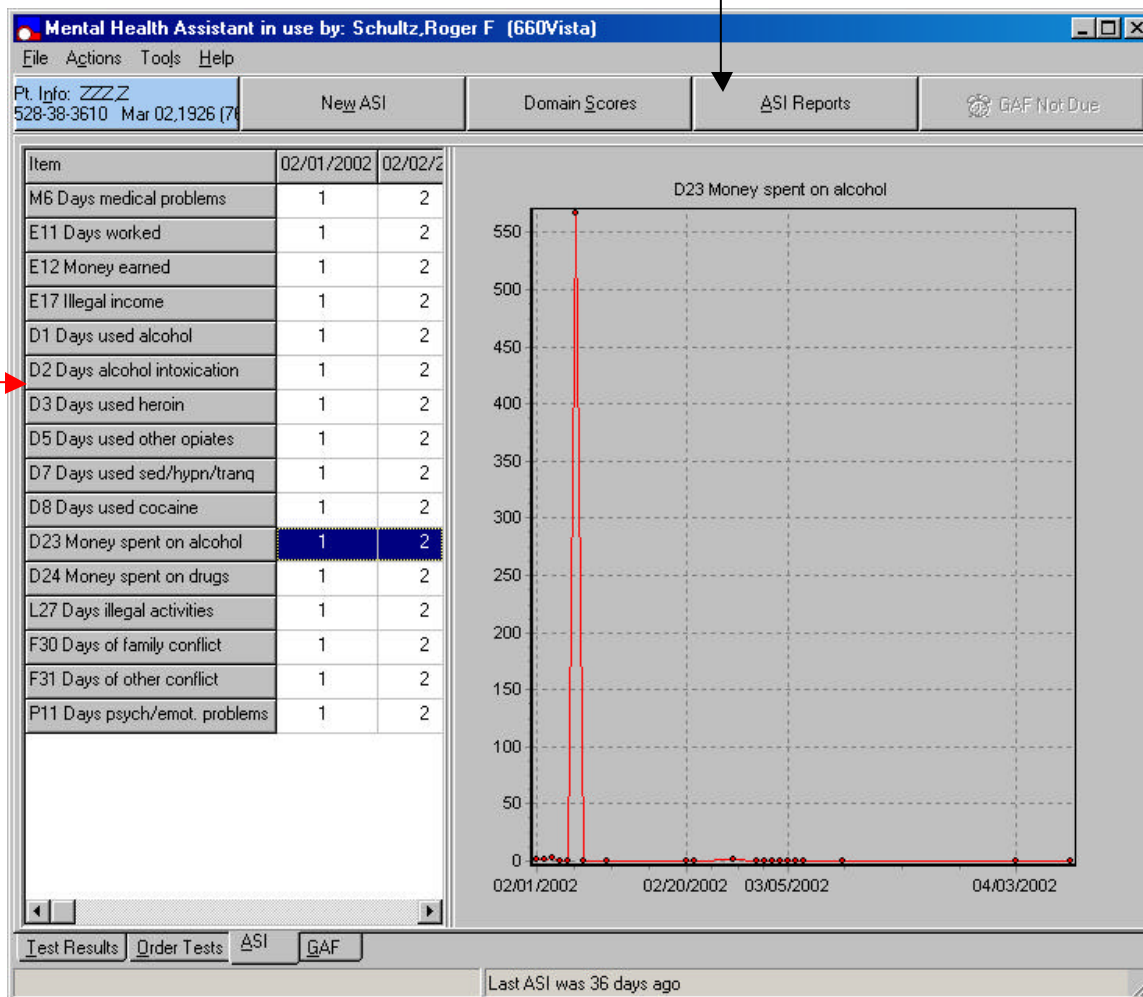 Mental Health Assistant in use by: Schultz,Roger F (660Vista)
File Actions Tools Help
Pt. Info: ZZZ,Z
528-38-3610 Mar 02,1926 (76
New ASI
Domain Scores
ASI Reports
GAF Not Due
Item 02/01/2002 02/02/2
M6 Days medical problems 1 2
E11 Days worked 1 2
E12 Money earned 1 2
E17 Illegal income 1 2
D1 Days used alcohol 1 2
D2 Days alcohol intoxication 1 2
D3 Days used heroin 1 2
D5 Days used other opiates 1 2
D7 Days used sed/hypn/tranq 1 2
D8 Days used cocaine 1 2
D23 Money spent on alcohol 1 2
D24 Money spent on drugs 1 2
L27 Days illegal activities 1 2
F30 Days of family conflict 1 2
F31 Days of other conflict 1 2
P11 Days psych/emot. problems 1 2
D23 Money spent on alcohol
550
500
450
400
350
300
250
200
150
100
50
0
02/01/2002 02/20/2002 03/05/2002 04/03/2002
Test Results Order Tests ASI GAF
Last ASI was 36 days ago